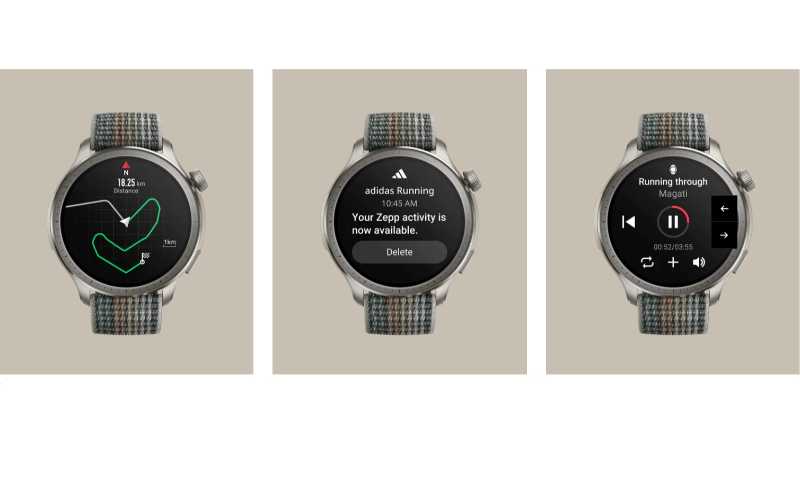 N
18.25 km
Distance
1km
adidas Running
10:45 AM
Your Zepp activity is
now available.
Delete
Running through
Magati
00:52/03:55